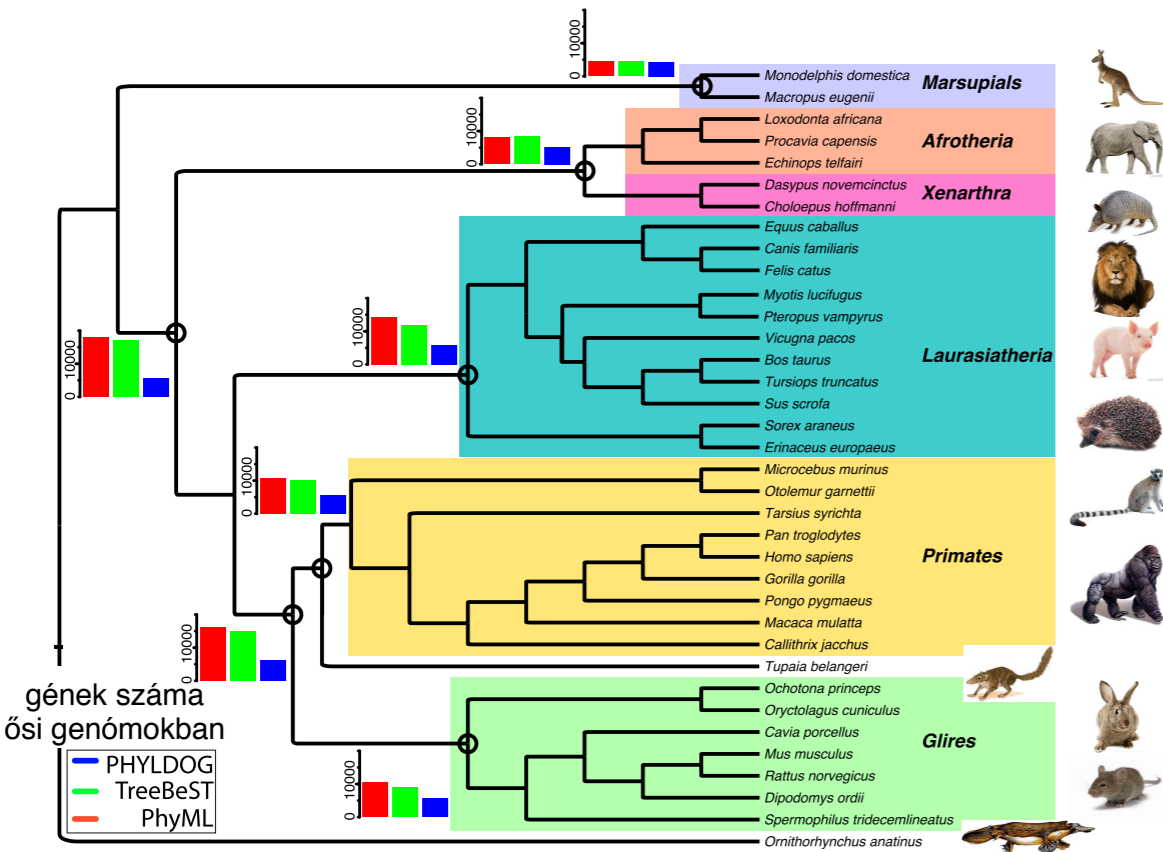 0 10000
Monodelphis domestica
Macropus eugenii
Marsupials
0 10000
Loxodonta africana
Procavia capensis
Echinops telfairi
Afrotheria
Dasypus novemcinctus
Choloepus hoffmanni
Xenarthra
Equus caballus
Canis familiaris
Felis catus
Myotis lucifugus
Pteropus vampyrus
Vicugna pacos
Bos taurus
Tursiops truncatus
Sus scrofa
Sorex araneus
Erinaceus europaeus
Laurasiatheria
0 10000
0 10000
0 10000
Microcebus murinus
Otolemur garnettii
Tarsius syrichta
Pan troglodytes
Homo sapiens
Gorilla gorilla
Pongo pygmaeus
Macaca mulatta
Callithrix jacchus
Primates
0 10000
Tupaia belangeri
Ochotona princeps
Oryctolagus cuniculus
Cavia porcellus
Mus musculus
Rattus norvegicus
Dipodomys ordii
Spermophilus tridecemlineatus
Glires
0 10000
Ornithorhynchus anatinus
gének száma
ősi genómokban
PHYLDOG
TreeBeST
PhyML